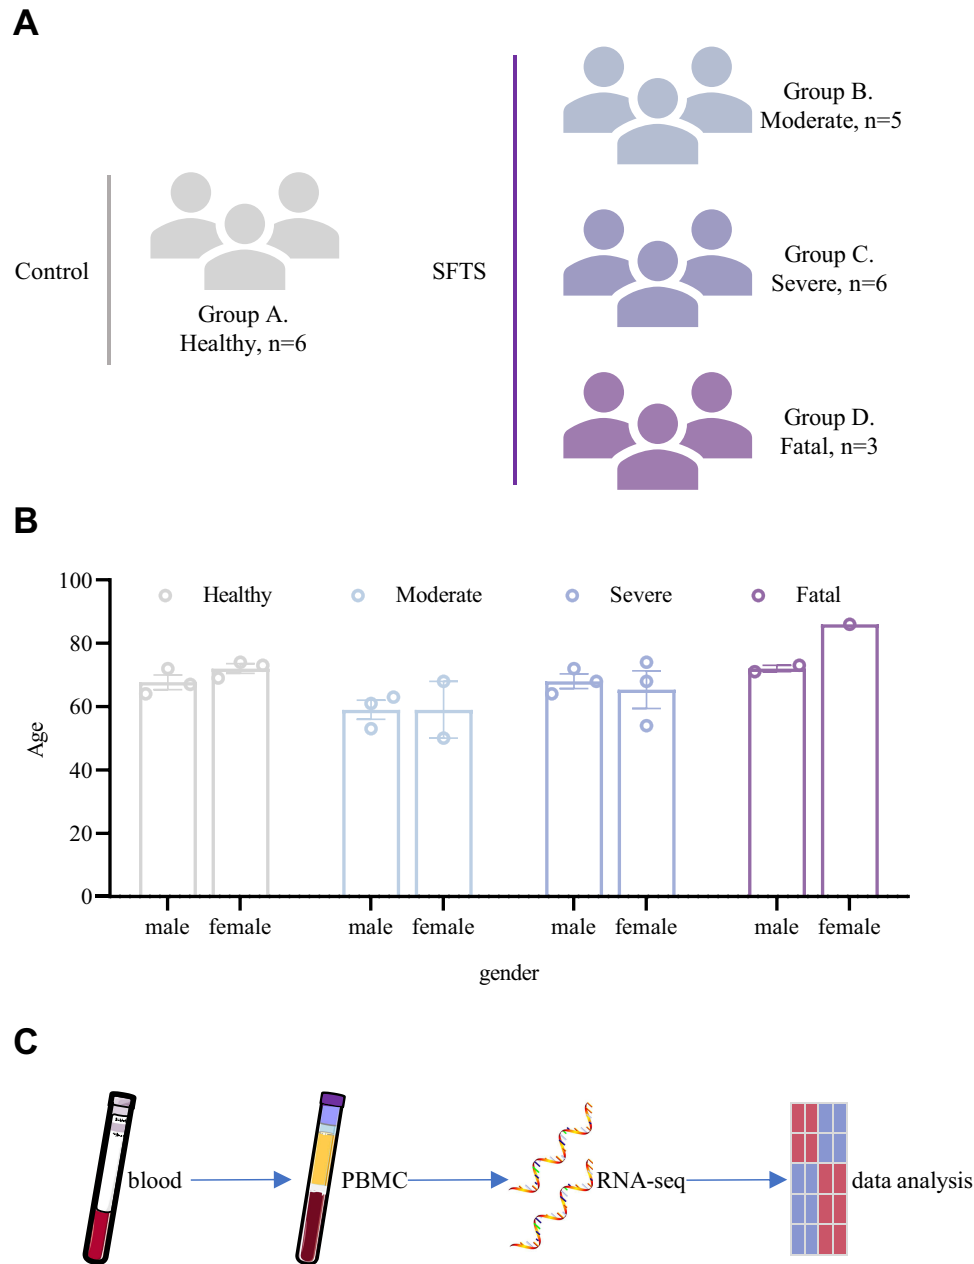 A
Control
Group A.
Healthy, n=6
SFTS
Group B.
Moderate, n=5
Group C.
Severe, n=6
Group D.
Fatal, n=3
B
Healthy
Moderate
Severe
Fatal
100
80
60
40
20
0
Age
male female male female male female male female
gender
C
blood
PBMC
RNA-seq
data analysis